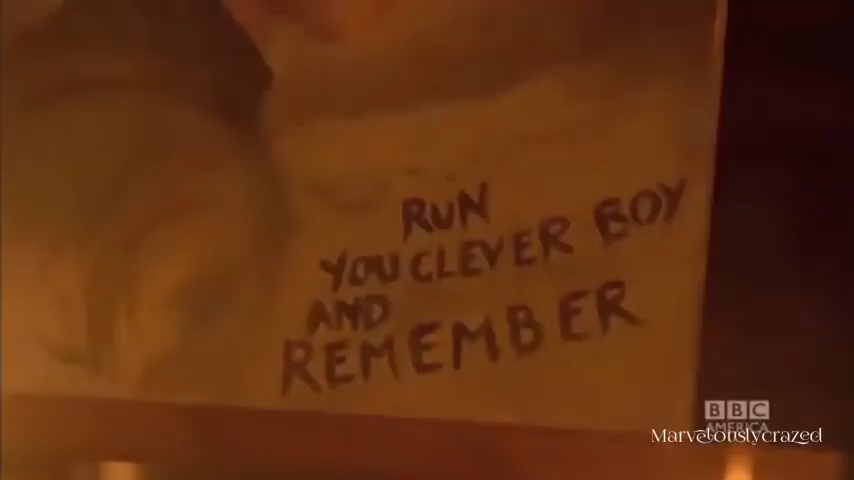 RUN
YOU CLEVER BOY
AND
REMEMBER
BBC
AMERICA
Marvelouslycrazed